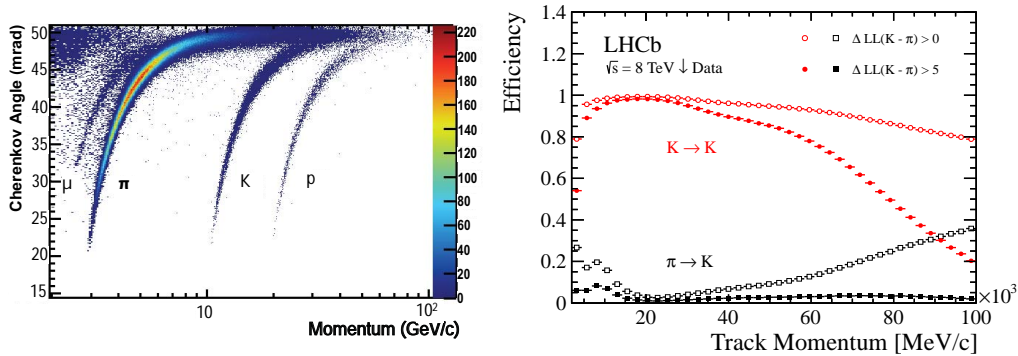 Cherenkov Angle (mrad)
50
45
40
35
30
25
20
15
μ
π
K
p
10
10²
Momentum (GeV/c)
220
200
180
160
140
120
100
80
60
40
20
0
Efficiency
1.4
1.2
1
0.8
0.6
0.4
0.2
0
LHCb
√s = 8 TeV ↓ Data
Δ LL(K - π) > 0
Δ LL(K - π) > 5
K → K
π → K
20
40
60
80
100
×10³
Track Momentum [MeV/c]